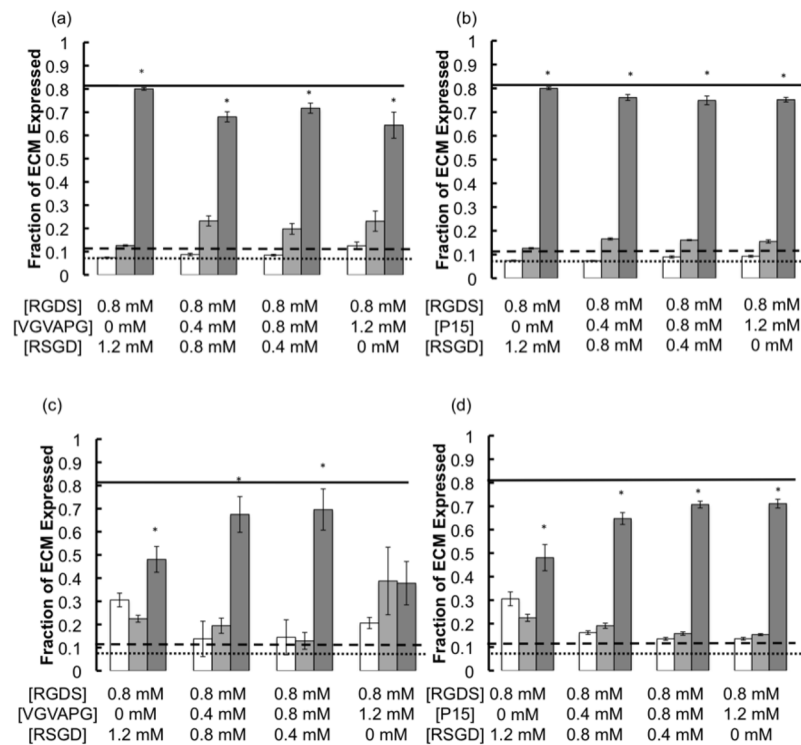 (a)
Fraction of ECM Expressed
1
0.9
0.8
0.7
0.6
0.5
0.4
0.3
0.2
0.1
0
* * * *
[RGDS] 0.8 mM 0.8 mM 0.8 mM 0.8 mM
[VGVAPG] 0 mM 0.4 mM 0.8 mM 1.2 mM
[RSGD] 1.2 mM 0.8 mM 0.4 mM 0 mM
(b)
Fraction of ECM Expressed
1
0.9
0.8
0.7
0.6
0.5
0.4
0.3
0.2
0.1
0
* * * *
[RGDS] 0.8 mM 0.8 mM 0.8 mM 0.8 mM
[P15] 0 mM 0.4 mM 0.8 mM 1.2 mM
[RSGD] 1.2 mM 0.8 mM 0.4 mM 0 mM
(c)
Fraction of ECM Expressed
1
0.9
0.8
0.7
0.6
0.5
0.4
0.3
0.2
0.1
0
* * *
[RGDS] 0.8 mM 0.8 mM 0.8 mM 0.8 mM
[VGVAPG] 0 mM 0.4 mM 0.8 mM 1.2 mM
[RSGD] 1.2 mM 0.8 mM 0.4 mM 0 mM
(d)
Fraction of ECM Expressed
1
0.9
0.8
0.7
0.6
0.5
0.4
0.3
0.2
0.1
0
* * * *
[RGDS] 0.8 mM 0.8 mM 0.8 mM 0.8 mM
[P15] 0 mM 0.4 mM 0.8 mM 1.2 mM
[RSGD] 1.2 mM 0.8 mM 0.4 mM 0 mM